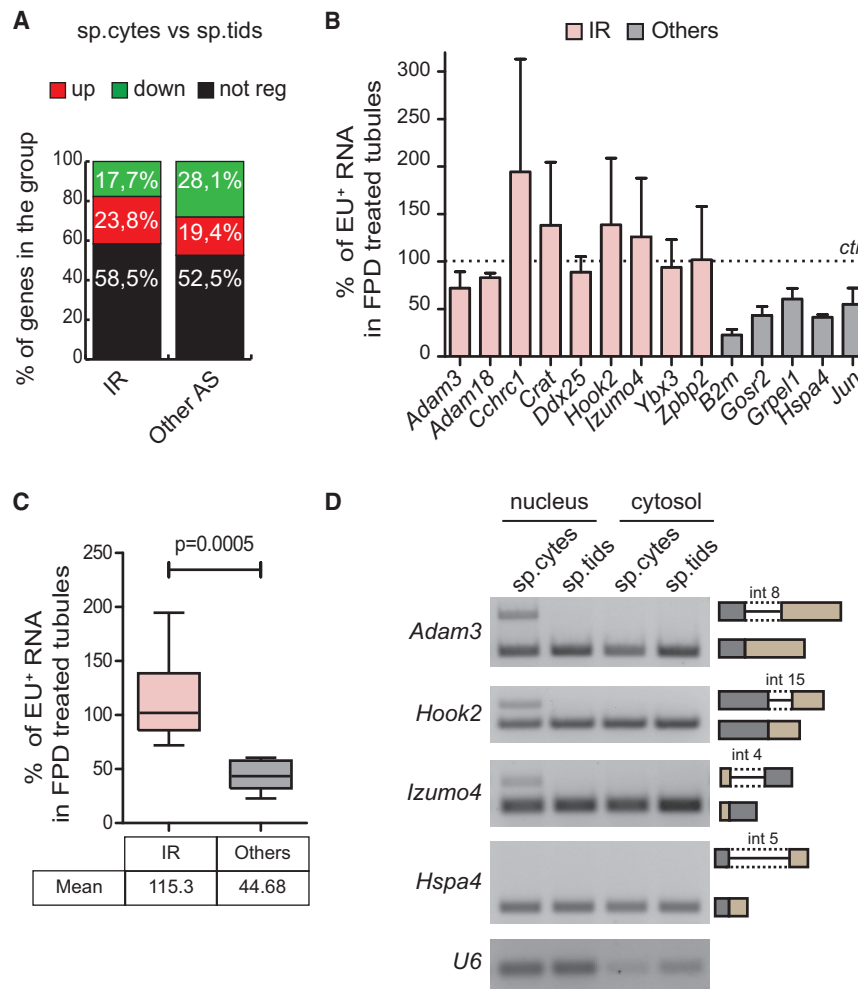 A
sp.cytes vs sp.tids
up down not reg
% of genes in the group
100
80
60
40
20
0
17,7%
23,8%
58,5%
28,1%
19,4%
52,5%
IR
Other AS
B
IR Others
% of EU⁺ RNA
in FPD treated tubules
300
250
200
150
100
50
0
ctr
Adam3
Adam18
Cchrc1
Crat
Ddx25
Hook2
Izumo4
Ybx3
Zpbp2
B2m
Gosr2
Grpel1
Hspa4
Jun
C
p=0.0005
% of EU⁺ RNA
in FPD treated tubules
250
200
150
100
50
0
IR Others
Mean 115.3 44.68
D
nucleus cytosol
sp.cytes
sp.tids
sp.cytes
sp.tids
Adam3
int 8
Hook2
int 15
Izumo4
int 4
Hspa4
int 5
U6